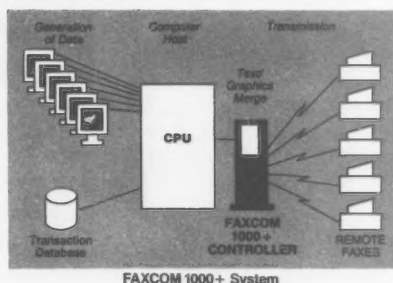 Generation
of Data
Computer
Host
Transmission
Text/
Graphics
Merge
CPU
FAXCOM
1000+
CONTROLLER
Transaction
Database
REMOTE
FAXES
FAXCOM 1000+ System